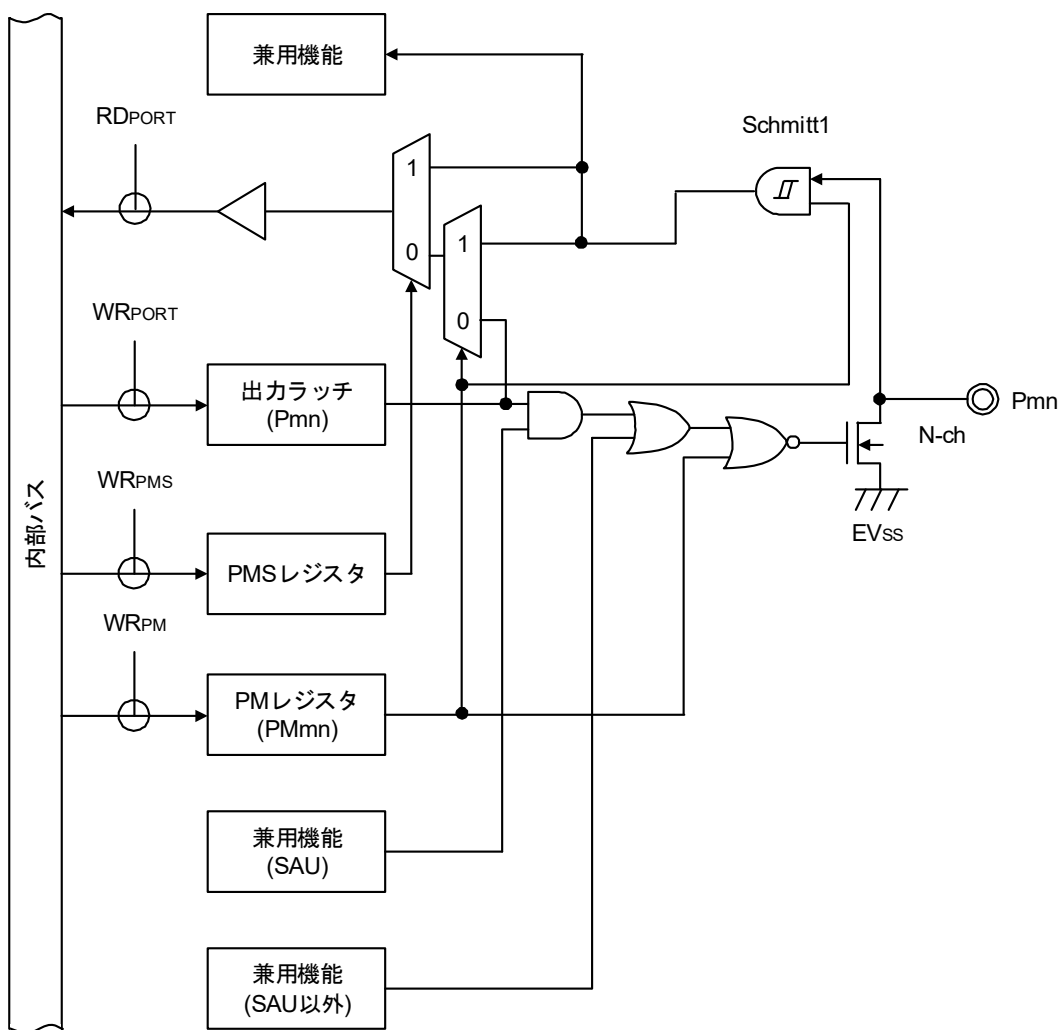 兼用機能
RDPORT
Schmitt1
1
0
1
0
WRPORT
出力ラッチ
(Pmn)
Pmn
N-ch
EVSS
WRPMS
内部バス
PMSレジスタ
WRPM
PMレジスタ
(PMmn)
兼用機能
(SAU)
兼用機能
(SAU以外)